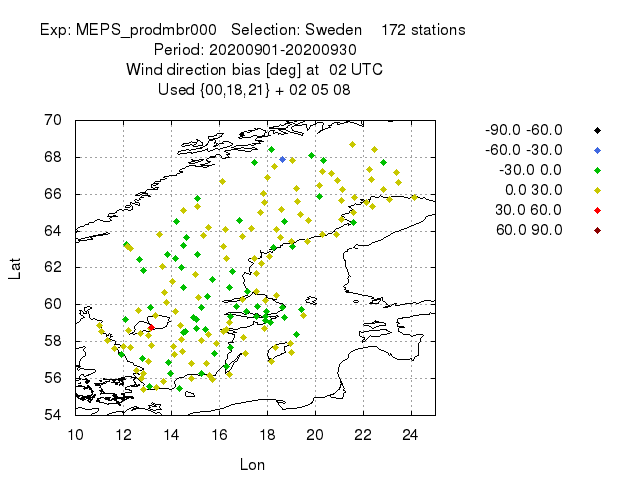 Exp: MEPS_prodmbr000 Selection: Sweden 172 stations
Period: 20200901-20200930
Wind direction bias [deg] at 02 UTC
Used {00,18,21} + 02 05 08
70
68
66
64
62
60
58
56
54
Lat
10 12 14 16 18 20 22 24
Lon
-90.0 -60.0
-60.0 -30.0
-30.0 0.0
0.0 30.0
30.0 60.0
60.0 90.0